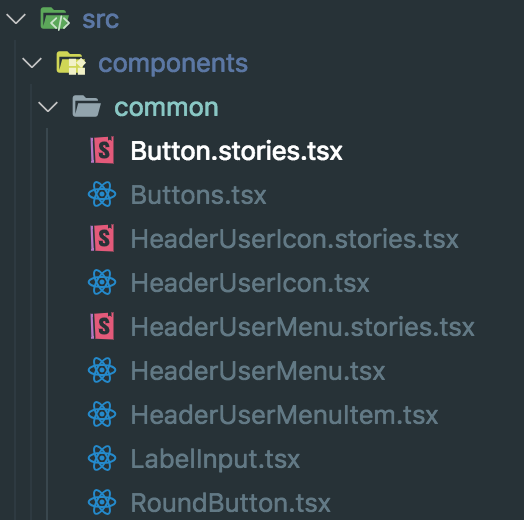 src
components
common
Button.stories.tsx
Buttons.tsx
HeaderUserIcon.stories.tsx
HeaderUserIcon.tsx
HeaderUserMenu.stories.tsx
HeaderUserMenu.tsx
HeaderUserMenuItem.tsx
LabelInput.tsx
RoundButton.tsx